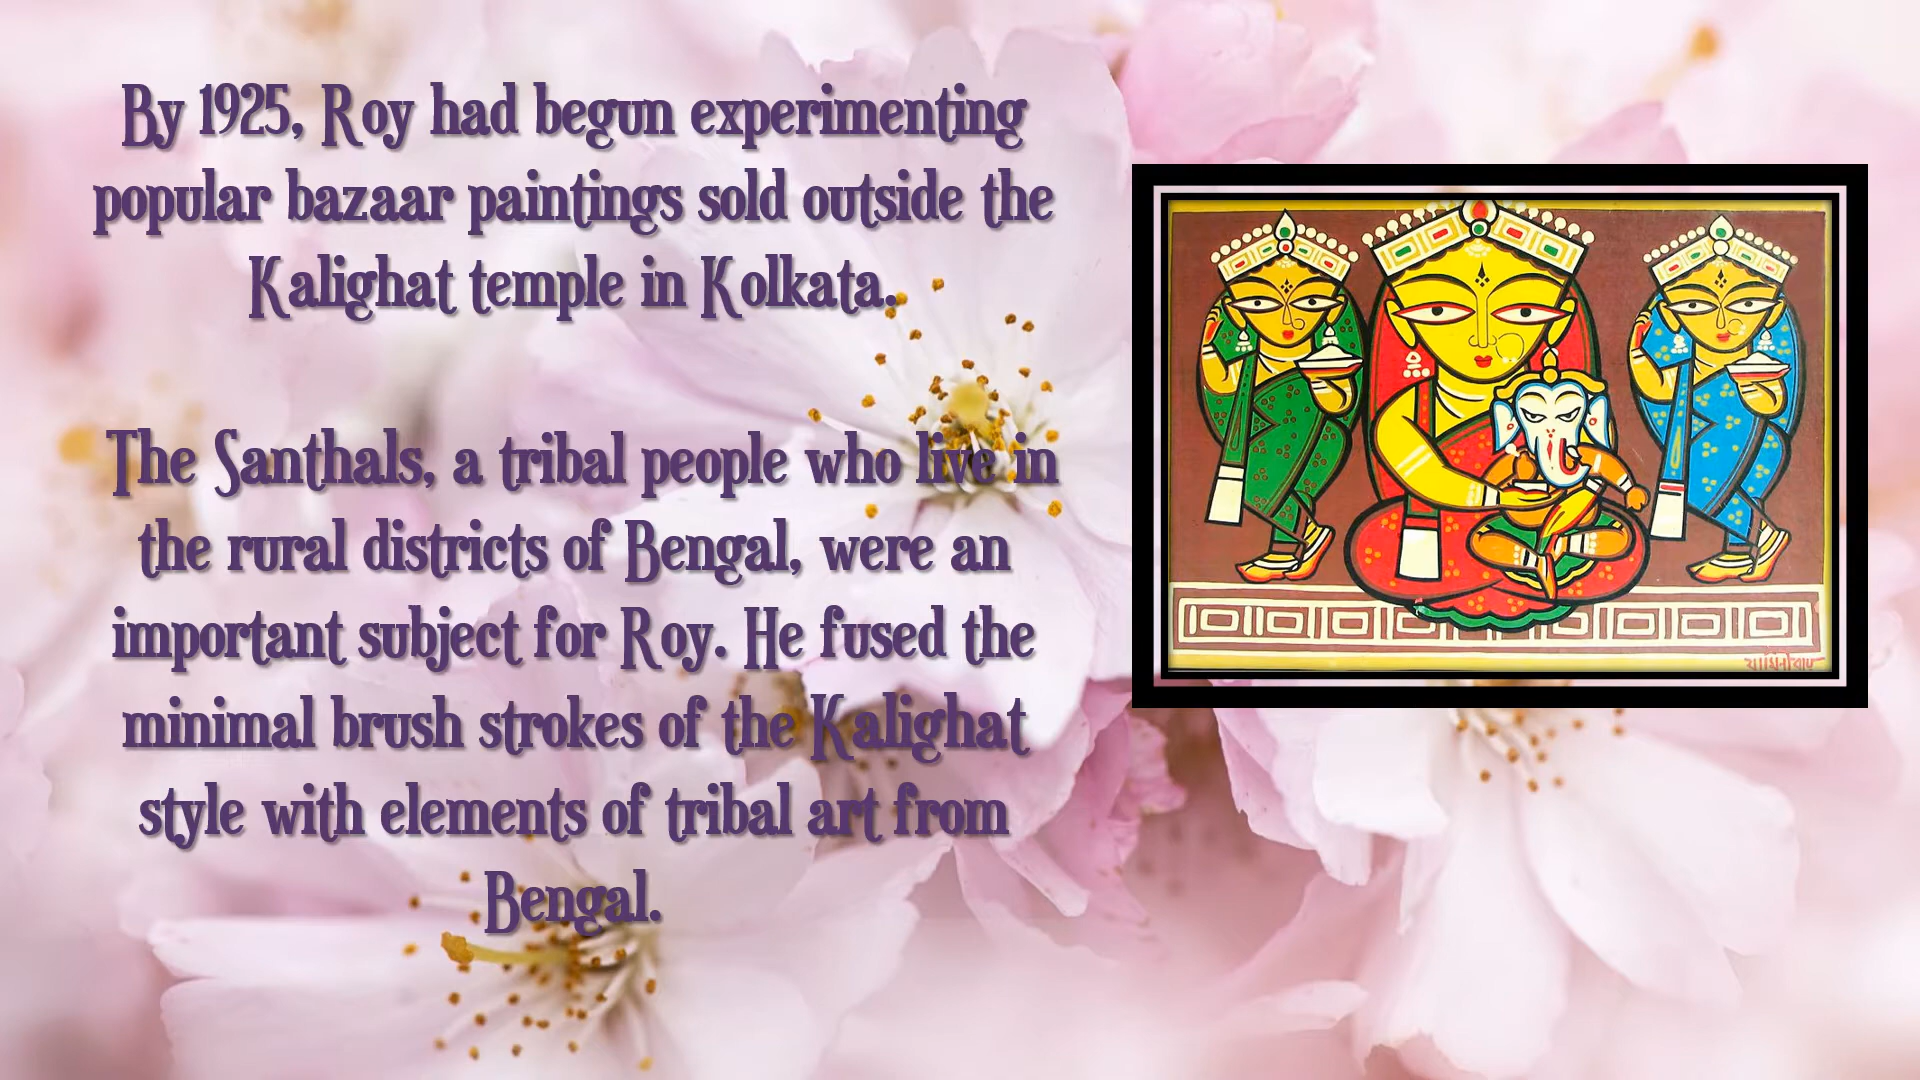 By 1925, Roy had begun experimenting
popular bazaar paintings sold outside the
Kalighat temple in Kolkata.
The Santhals, a tribal people who live in
the rural districts of Bengal, were an
important subject for Roy. He fused the
minimal brush strokes of the Kalighat
style with elements of tribal art from
Bengal.
যামিনী রায়